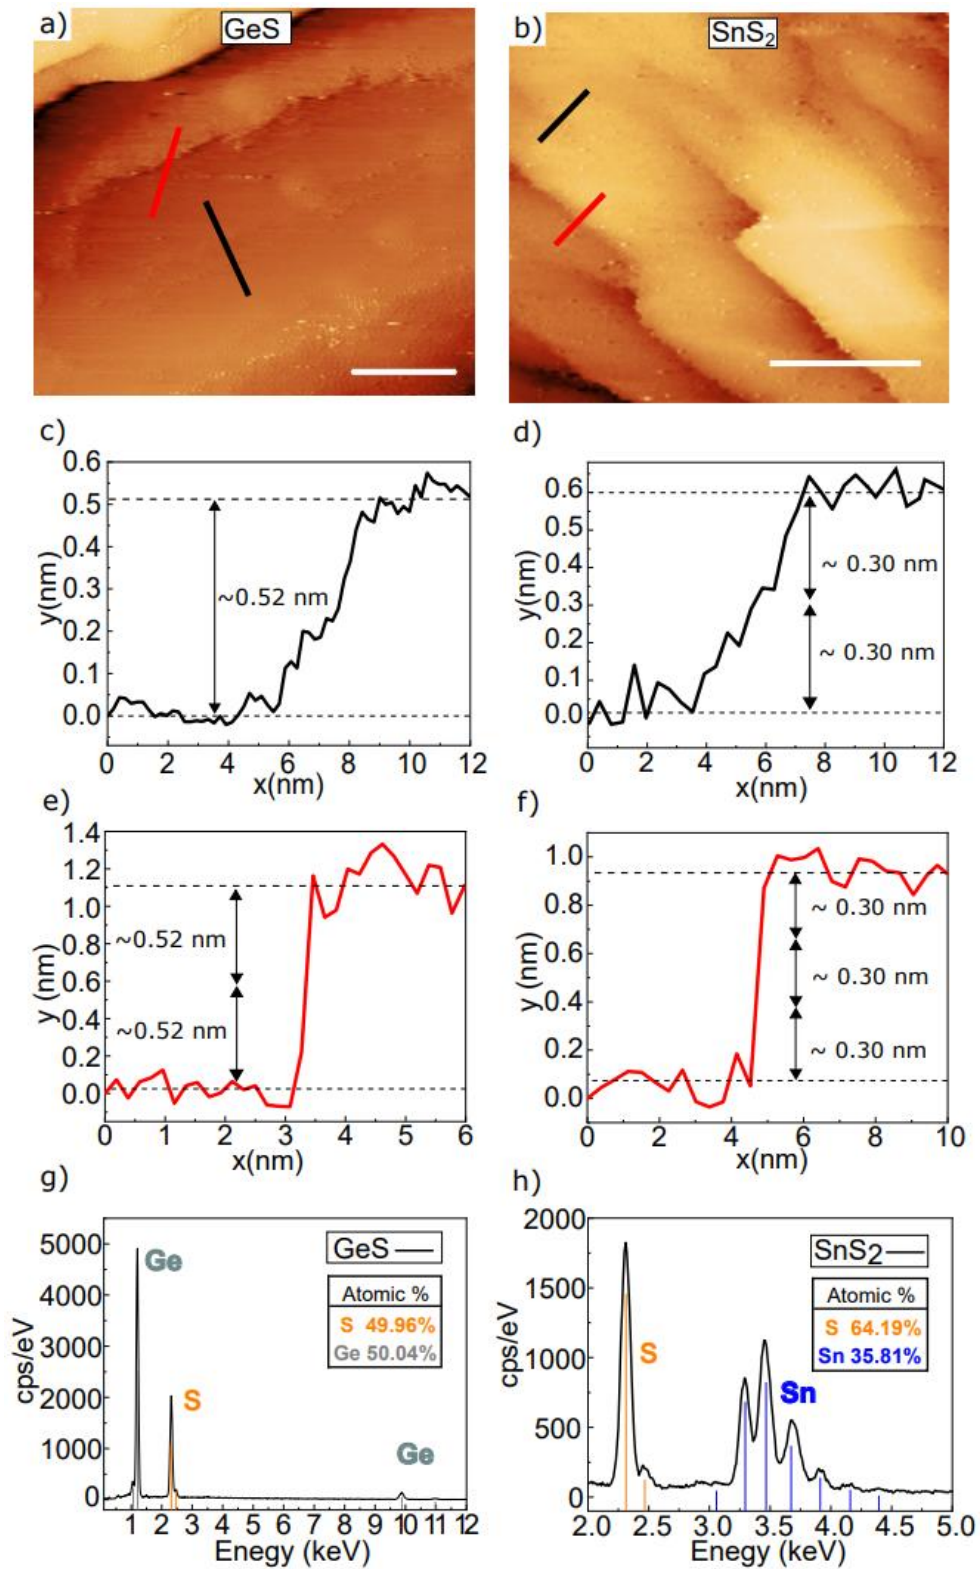 a) GeS
b) SnS₂
c)
0.6
0.5
0.4
0.3
0.2
0.1
0.0
y(nm)
~0.52 nm
0 2 4 6 8 10 12
x(nm)
d)
0.6
0.5
0.4
0.3
0.2
0.1
0.0
y(nm)
~ 0.30 nm
~ 0.30 nm
0 2 4 6 8 10 12
x(nm)
e)
1.4
1.2
1.0
0.8
0.6
0.4
0.2
0.0
y (nm)
~0.52 nm
~0.52 nm
0 1 2 3 4 5 6
x(nm)
f)
1.0
0.8
0.6
0.4
0.2
0.0
y (nm)
~ 0.30 nm
~ 0.30 nm
~ 0.30 nm
0 2 4 6 8 10
x(nm)
g)
5000
4000
3000
2000
1000
0
cps/eV
Ge
S
Ge
GeS
Atomic %
S 49.96%
Ge 50.04%
1 2 3 4 5 6 7 8 9 10 11 12
Enegy (keV)
h)
2000
1500
1000
500
0
cps/eV
S
Sn
SnS₂
Atomic %
S 64.19%
Sn 35.81%
2.0 2.5 3.0 3.5 4.0 4.5 5.0
Enegy (keV)